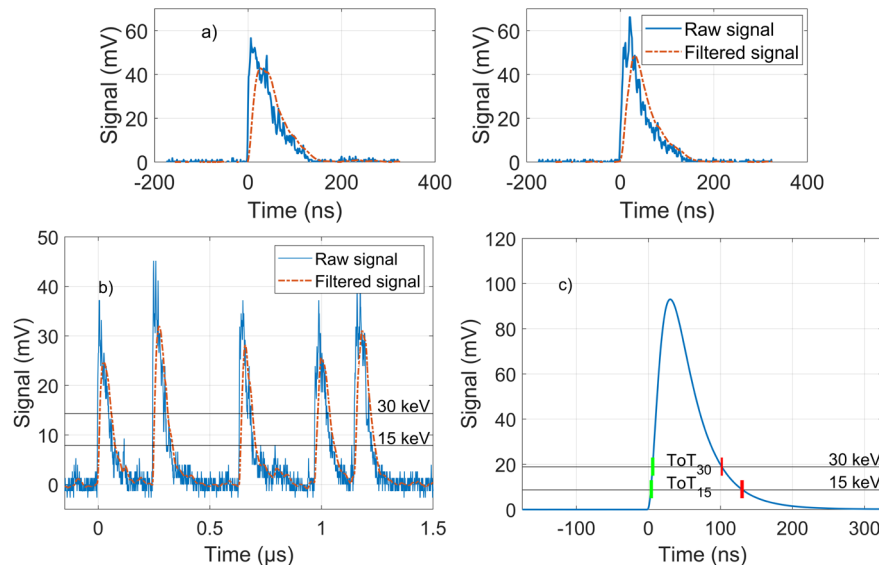 60
40
20
0
Signal (mV)
a)
-200
0
200
400
Time (ns)
60
40
20
0
Signal (mV)
Raw signal
Filtered signal
-200
0
200
400
Time (ns)
50
40
30
20
10
0
Signal (mV)
b)
Raw signal
Filtered signal
30 keV
15 keV
0
0.5
1
1.5
Time (μs)
120
100
80
60
40
20
0
Signal (mV)
c)
ToT30
30 keV
ToT15
15 keV
-100
0
100
200
300
Time (ns)